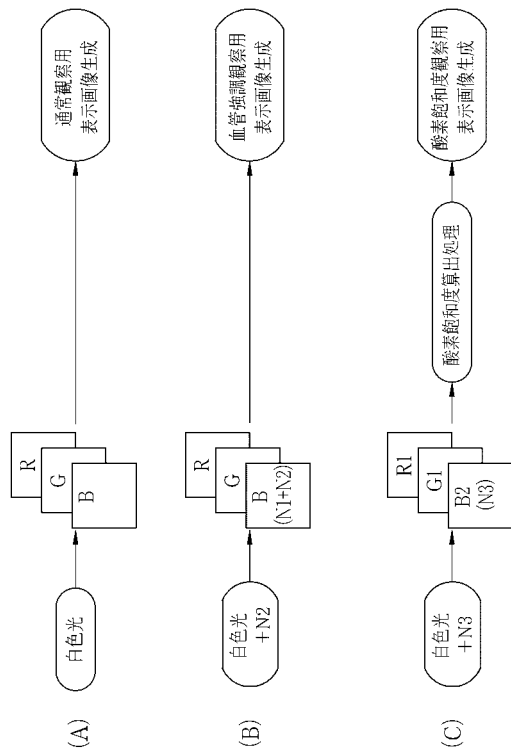 (A)
白色光
R
G
B
通常観察用
表示画像生成
(B)
白色光
+N2
R
G
B
(N1+N2)
血管強調観察用
表示画像生成
(C)
白色光
+N3
R1
G1
B2
(N3)
酸素飽和度算出処理
酸素飽和度観察用
表示画像生成